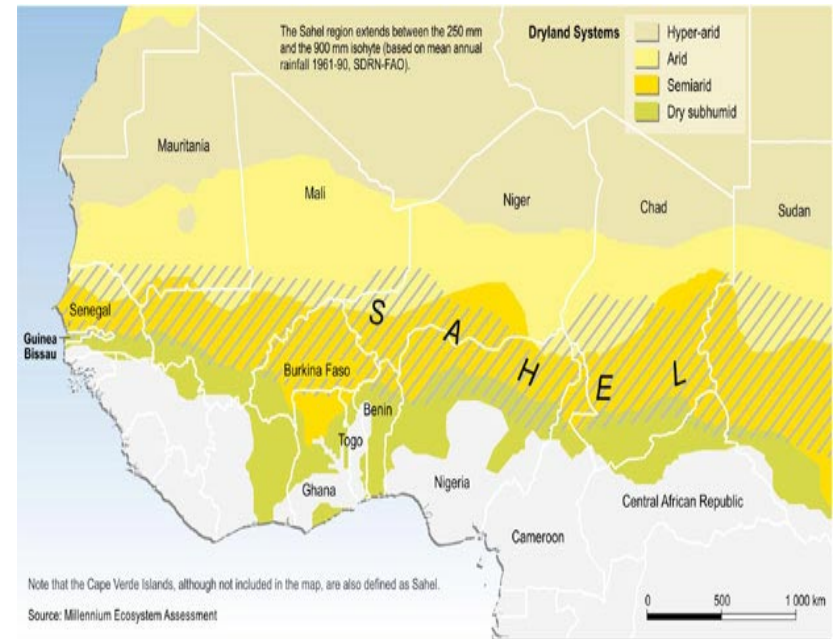 The Sahel region extends between the 250 mm
and the 900 mm isohyte (based on mean annual
rainfall 1961-90, SDRN-FAO).
Dryland Systems
Hyper-arid
Arid
Semiarid
Dry subhumid
Mauritania
Mali
Niger
Chad
Sudan
Senegal
Guinea
Bissau
S A H E L
Burkina Faso
Benin
Togo
Ghana
Nigeria
Cameroon
Central African Republic
Note that the Cape Verde Islands, although not included in the map, are also defined as Sahel.
Source: Millennium Ecosystem Assessment
0 500 1 000 km